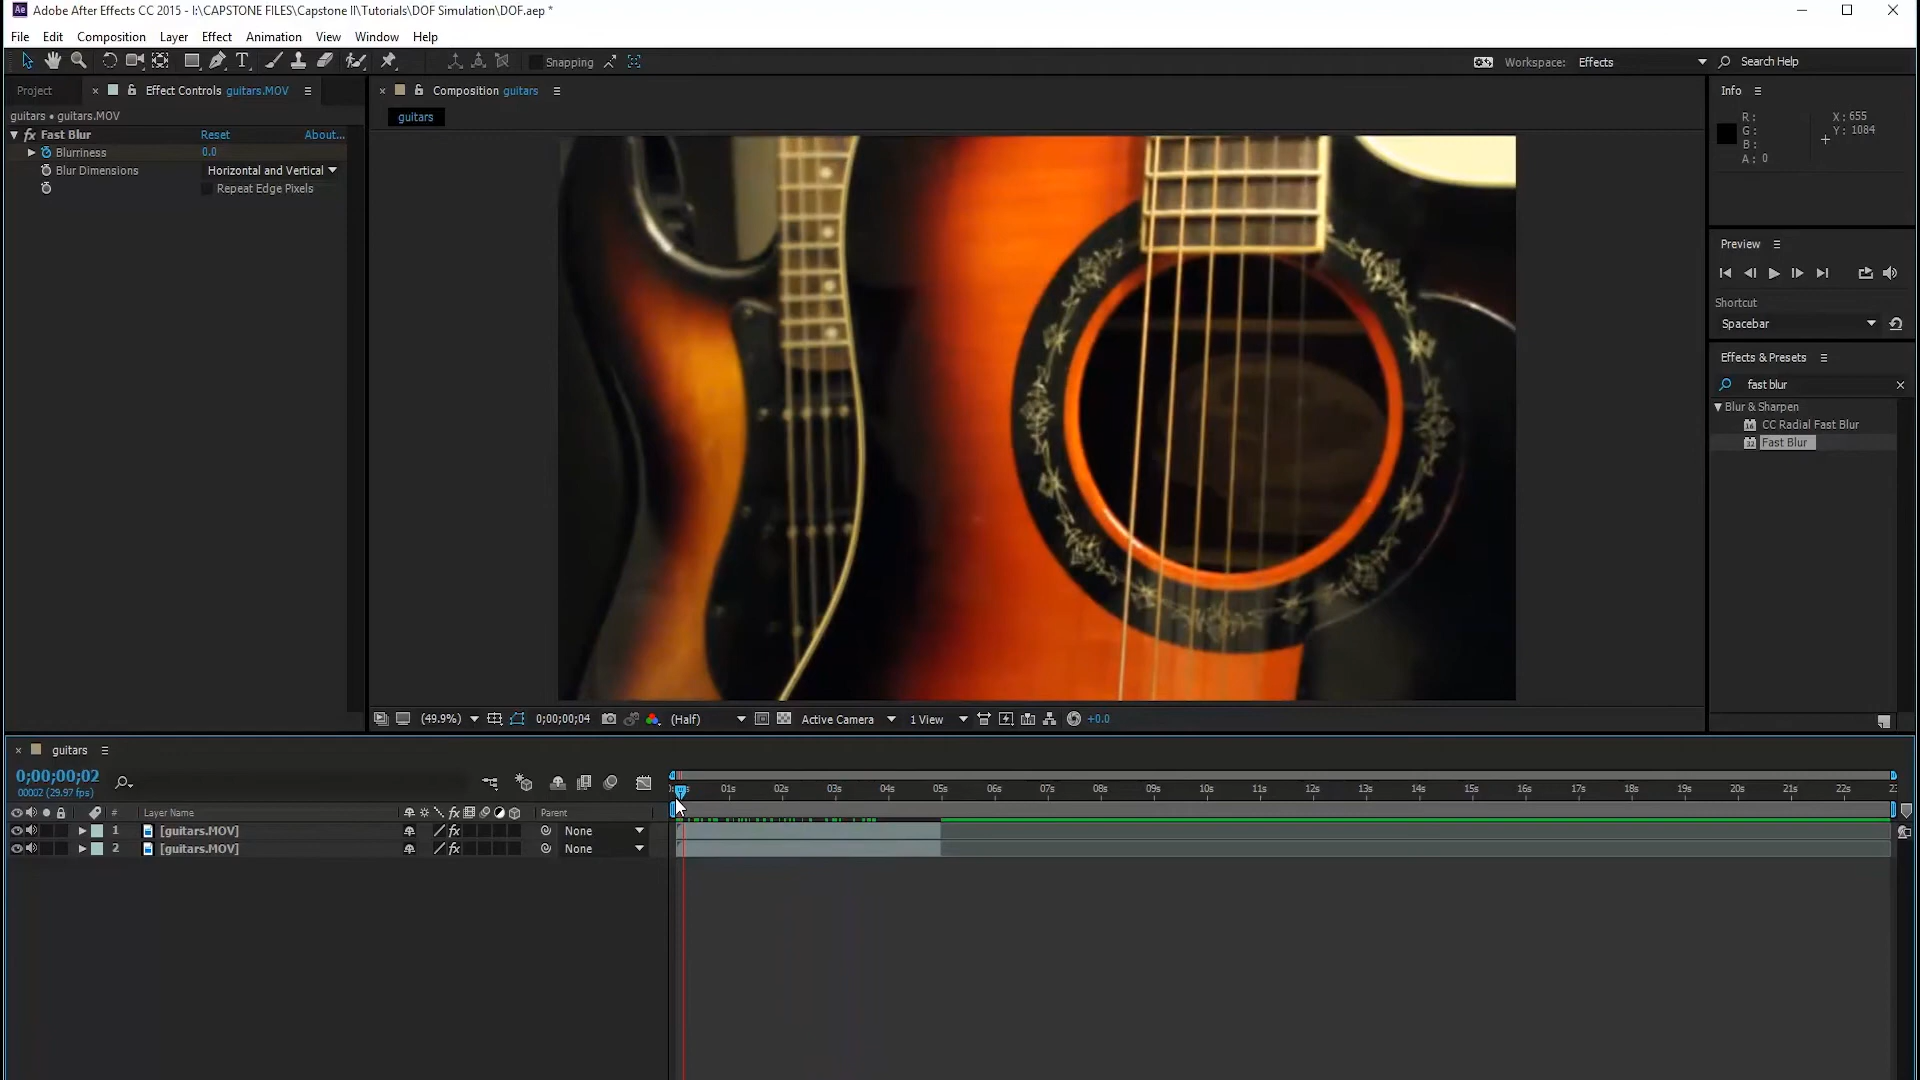 Ae Adobe After Effects CC 2015 - I:\CAPSTONE FILES\Capstone II\Tutorials\DOF Simulation\DOF.aep *
File Edit Composition Layer Effect Animation View Window Help
Snapping
Workspace: Effects Search Help
Project Effect Controls guitars.MOV
Composition guitars
Info
guitars • guitars.MOV
guitars
R:
G:
B:
A: 0
X: 655
Y: 1084
fx Fast Blur Reset About...
Blurriness 0.0
Blur Dimensions Horizontal and Vertical
Repeat Edge Pixels
Preview
Shortcut
Spacebar
Effects & Presets
fast blur
Blur & Sharpen
CC Radial Fast Blur
Fast Blur
(49.9%) 0;00;00;04 (Half) Active Camera 1 View +0.0
guitars
0;00;00;02
00002 (29.97 fps)
01s 02s 03s 04s 05s 06s 07s 08s 09s 10s 11s 12s 13s 14s 15s 16s 17s 18s 19s 20s 21s 22s
# Layer Name fx Parent
1 [guitars.MOV] fx None
2 [guitars.MOV] fx None